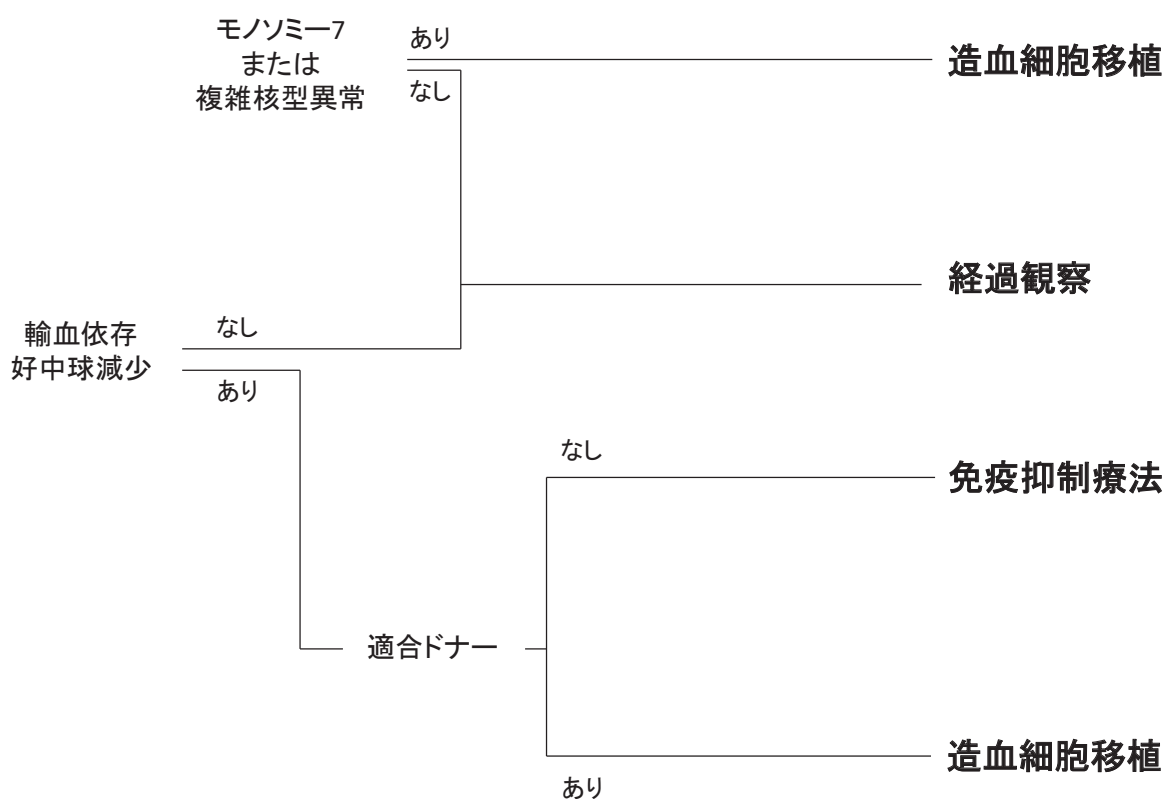 モノソミー7
または
複雑核型異常
あり
なし
造血細胞移植
経過観察
輸血依存
好中球減少
なし
あり
なし
免疫抑制療法
適合ドナー
あり
造血細胞移植